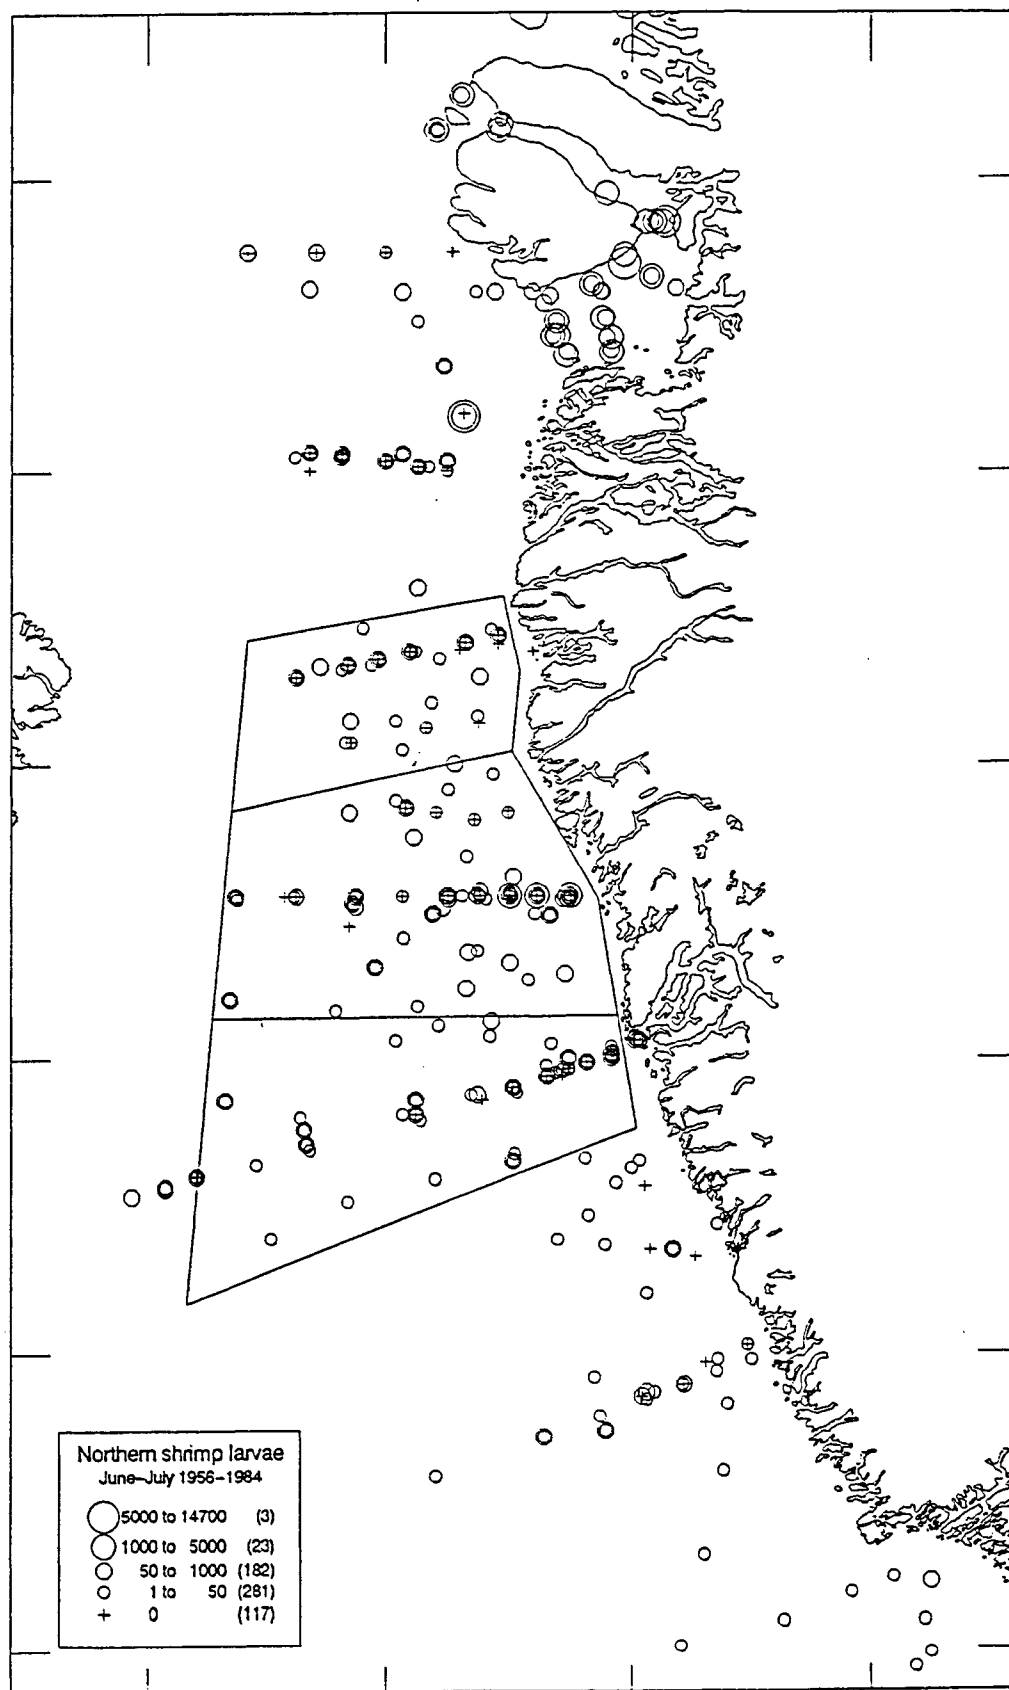 Northern shrimp larvae
June–July 1956–1984
5000 to 14700 (3)
1000 to 5000 (23)
50 to 1000 (182)
1 to 50 (281)
+ 0 (117)